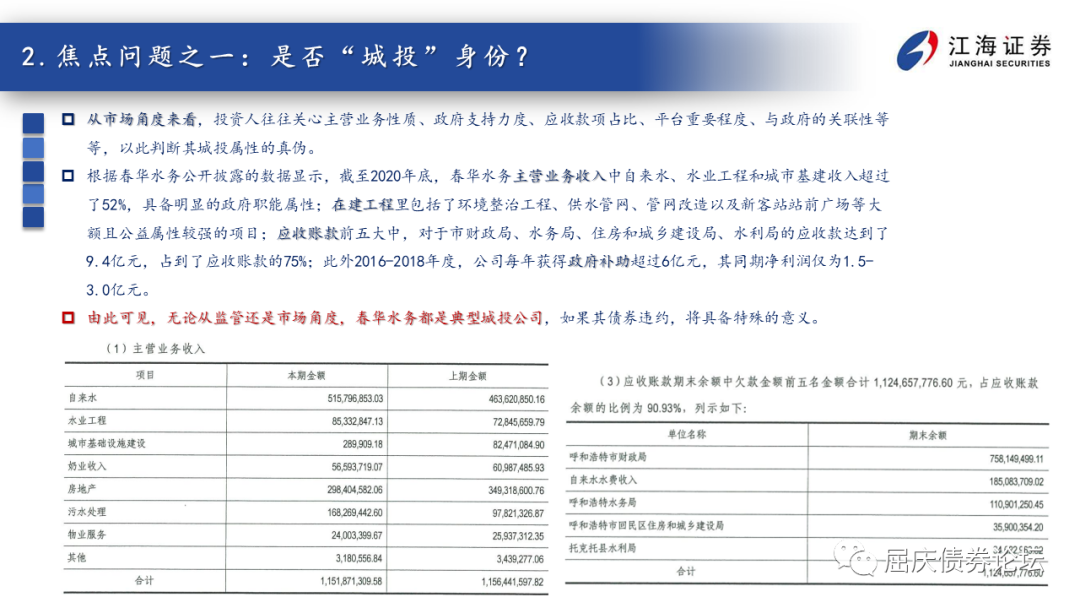 2. 焦点问题之一：是否“城投”身份？
江海证券
JIANGHAI SECURITIES
从市场角度来看，投资人往往关心主营业务性质、政府支持力度、应收款项占比、平台重要程度、与政府的关联性等
等，以此判断其城投属性的真伪。
根据春华水务公开披露的数据显示，截至2020年底，春华水务主营业务收入中自来水、水业工程和城市基建收入超过
了52%，具备明显的政府职能属性；在建工程里包括了环境整治工程、供水管网、管网改造以及新客站站前广场等大
额且公益属性较强的项目；应收账款前五大中，对于市财政局、水务局、住房和城乡建设局、水利局的应收款达到了
9.4亿元，占到了应收账款的75%；此外2016-2018年度，公司每年获得政府补助超过6亿元，其同期净利润仅为1.5-
3.0亿元。
由此可见，无论从监管还是市场角度，春华水务都是典型城投公司，如果其债券违约，将具备特殊的意义。
（1）主营业务收入
项目 本期金额 上期金额
自来水 515,796,853.03 463,620,850.16
水业工程 85,332,847.13 72,845,659.79
城市基础设施建设 289,909.18 82,471,084.90
奶业收入 56,593,719.07 60,987,485.93
房地产 298,404,582.06 349,318,600.76
污水处理 168,269,442.60 97,821,326.87
物业服务 24,003,399.67 25,937,312.35
其他 3,180,556.84 3,439,277.06
合计 1,151,871,309.58 1,156,441,597.82
（3）应收账款期末余额中欠款金额前五名金额合计 1,124,657,776.60 元，占应收账款
余额的比例为 90.93%，列示如下：
单位名称 期末余额
呼和浩特市财政局 758,149,499.11
自来水水费收入 185,083,709.02
呼和浩特水务局 110,901,250.45
呼和浩特市回民区住房和城乡建设局 35,900,354.20
托克托县水利局
合计 1,124,657,776.60
屈庆债券论坛